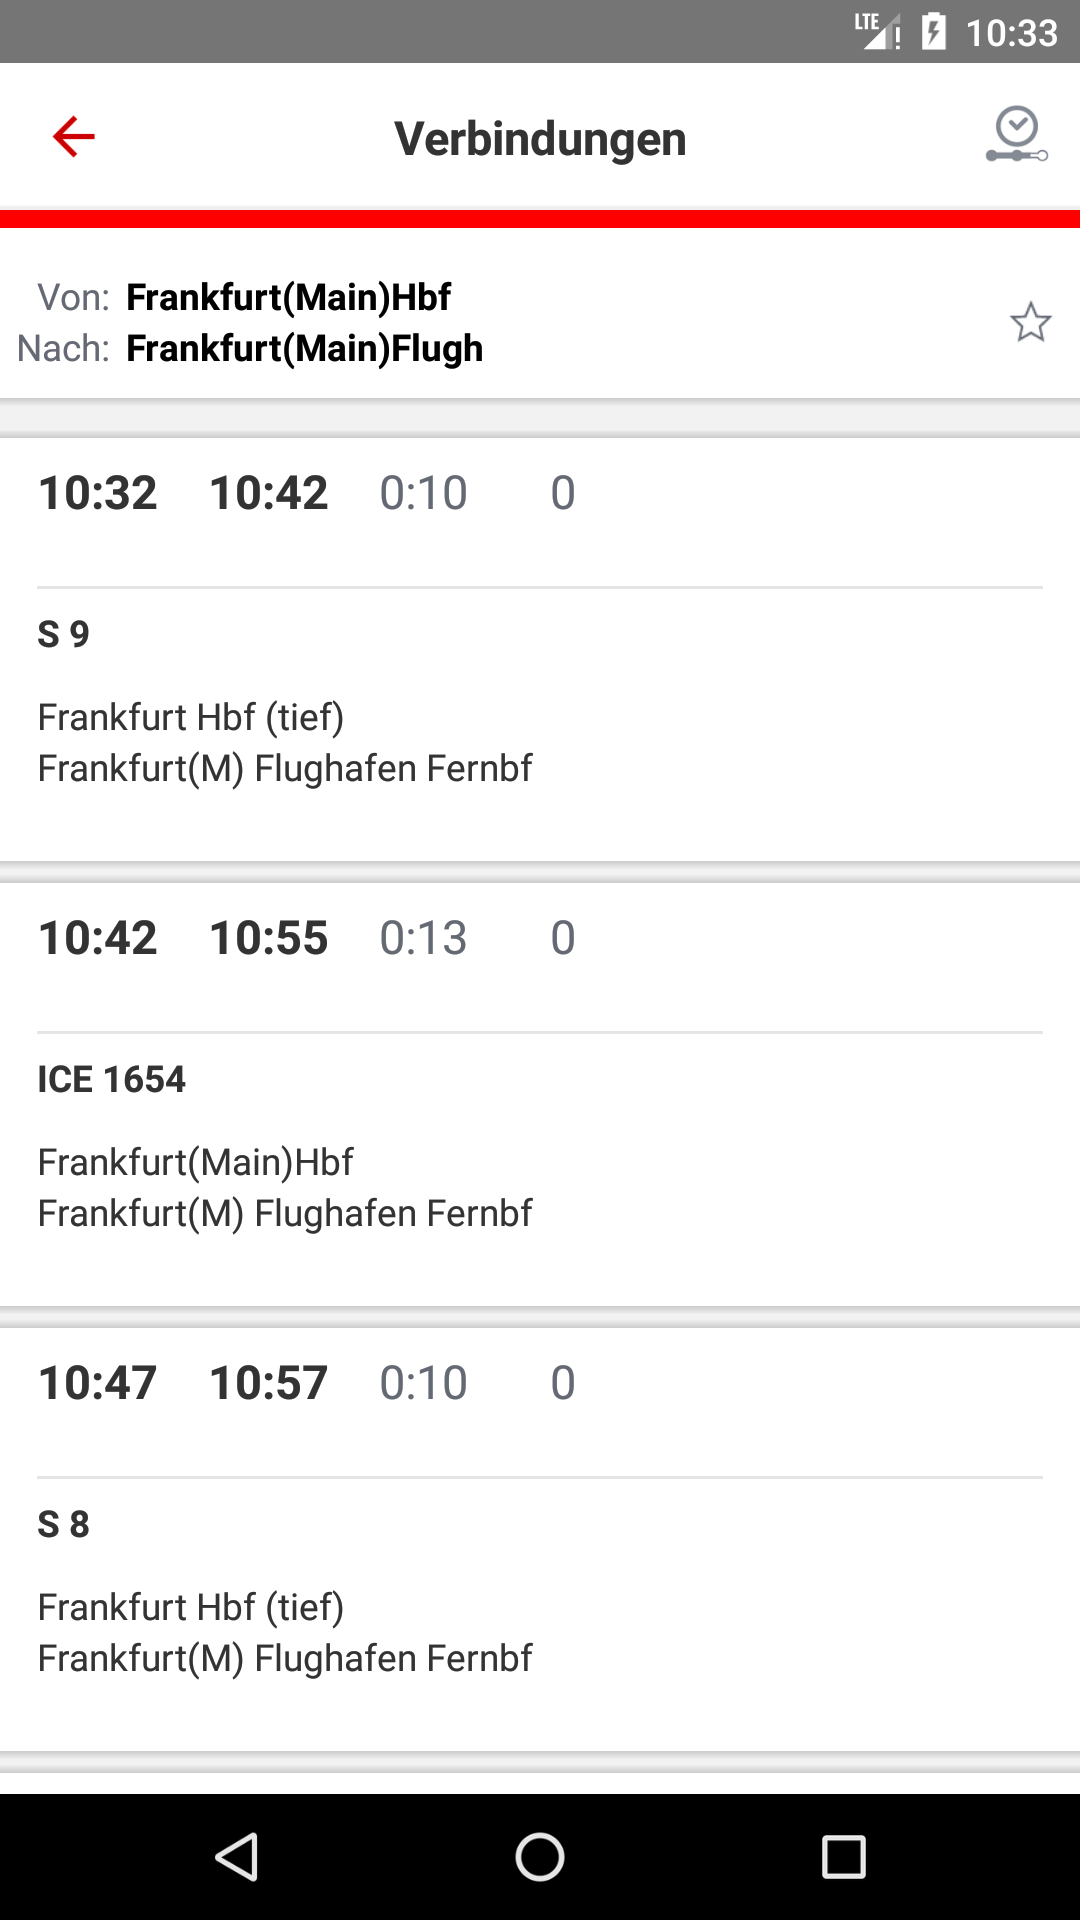 LTE 10:33
Verbindungen
Von: Frankfurt(Main)Hbf
Nach: Frankfurt(Main)Flugh
10:32 10:42 0:10 0
S 9
Frankfurt Hbf (tief)
Frankfurt(M) Flughafen Fernbf
10:42 10:55 0:13 0
ICE 1654
Frankfurt(Main)Hbf
Frankfurt(M) Flughafen Fernbf
10:47 10:57 0:10 0
S 8
Frankfurt Hbf (tief)
Frankfurt(M) Flughafen Fernbf